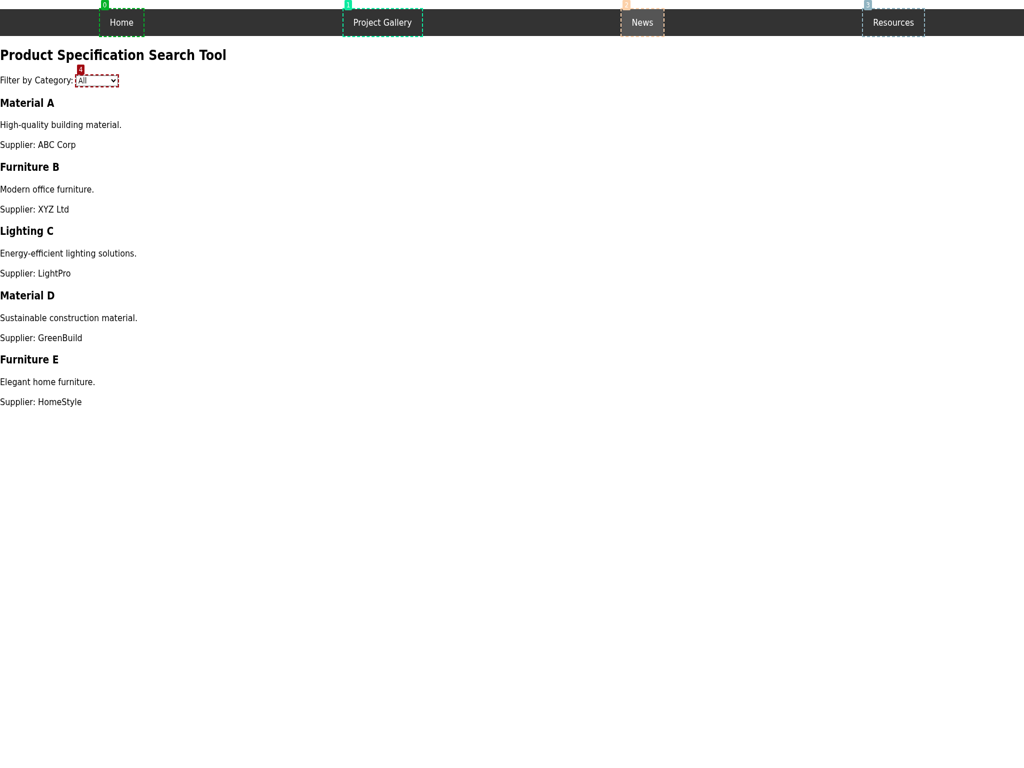 0 1 2 3
Home Project Gallery News Resources
Product Specification Search Tool
4
Filter by Category: All
Material A
High-quality building material.
Supplier: ABC Corp
Furniture B
Modern office furniture.
Supplier: XYZ Ltd
Lighting C
Energy-efficient lighting solutions.
Supplier: LightPro
Material D
Sustainable construction material.
Supplier: GreenBuild
Furniture E
Elegant home furniture.
Supplier: HomeStyle